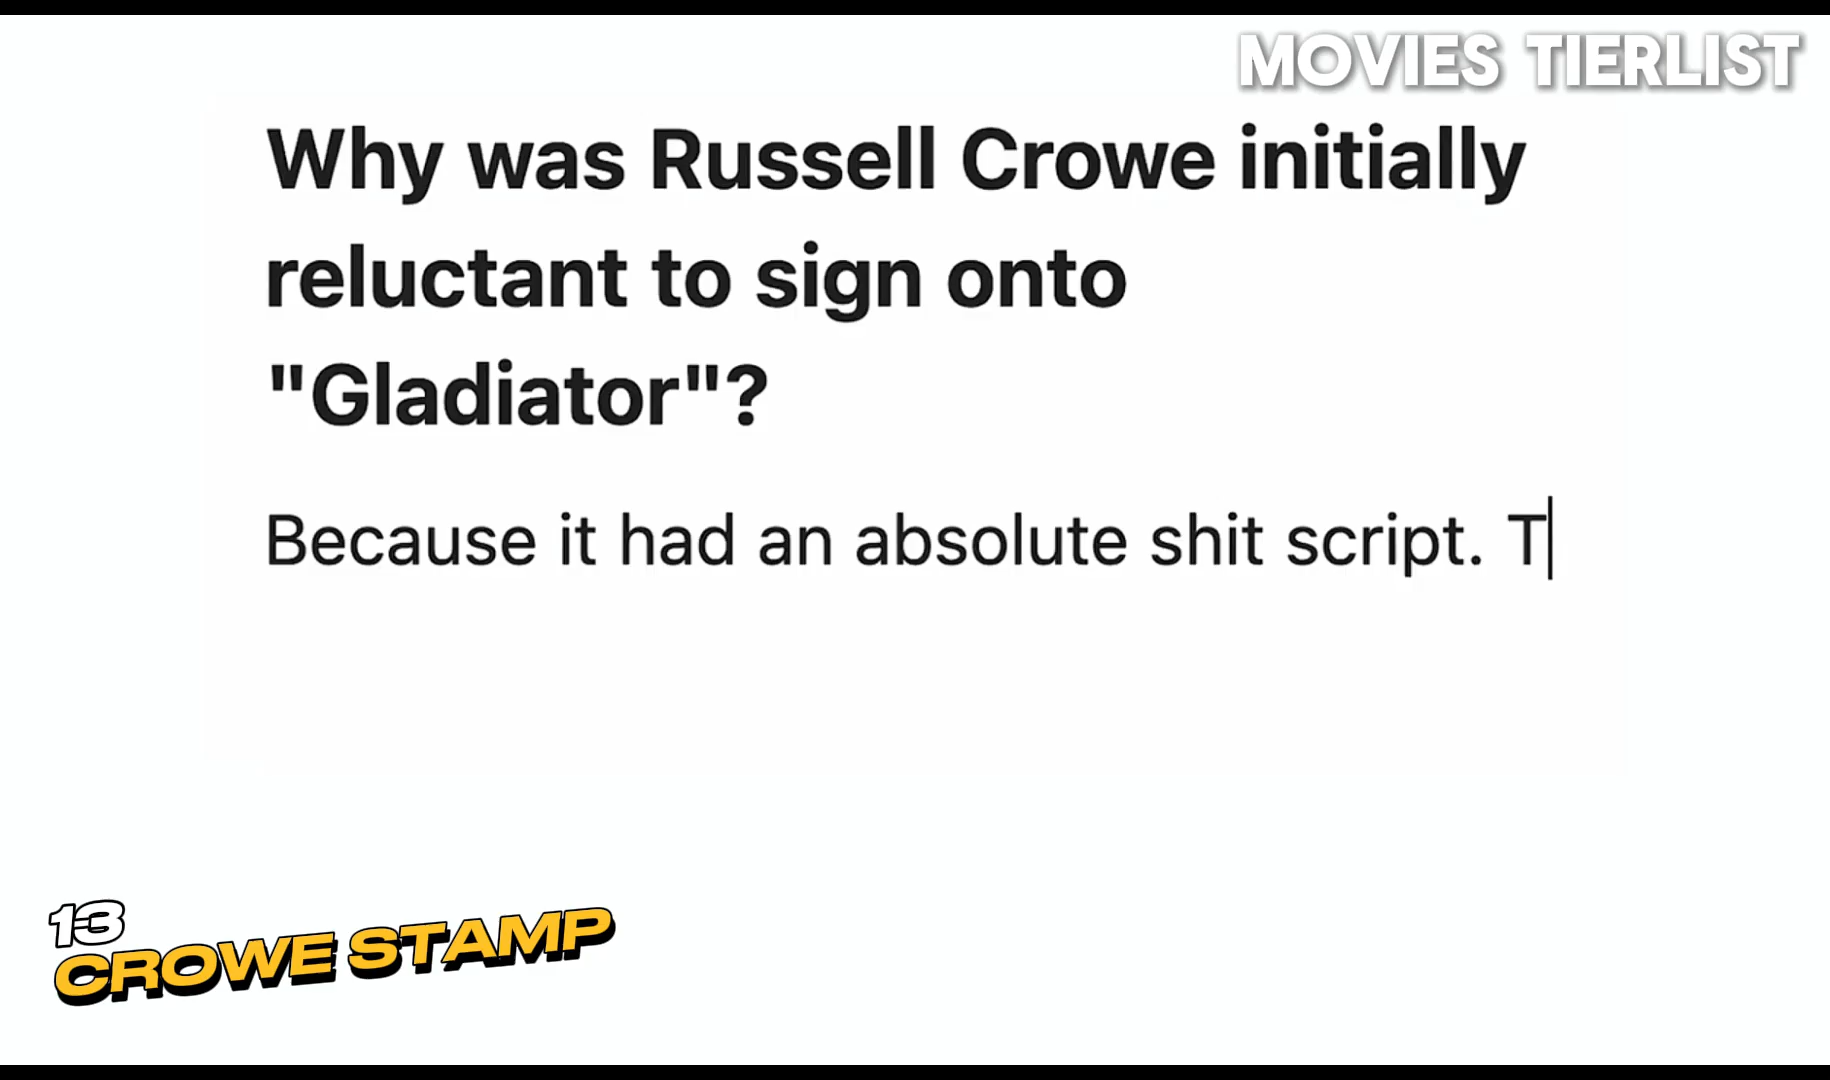 MOVIES TIERLIST
Why was Russell Crowe initially
reluctant to sign onto
"Gladiator"?
Because it had an absolute shit script. T
13
CROWE STAMP